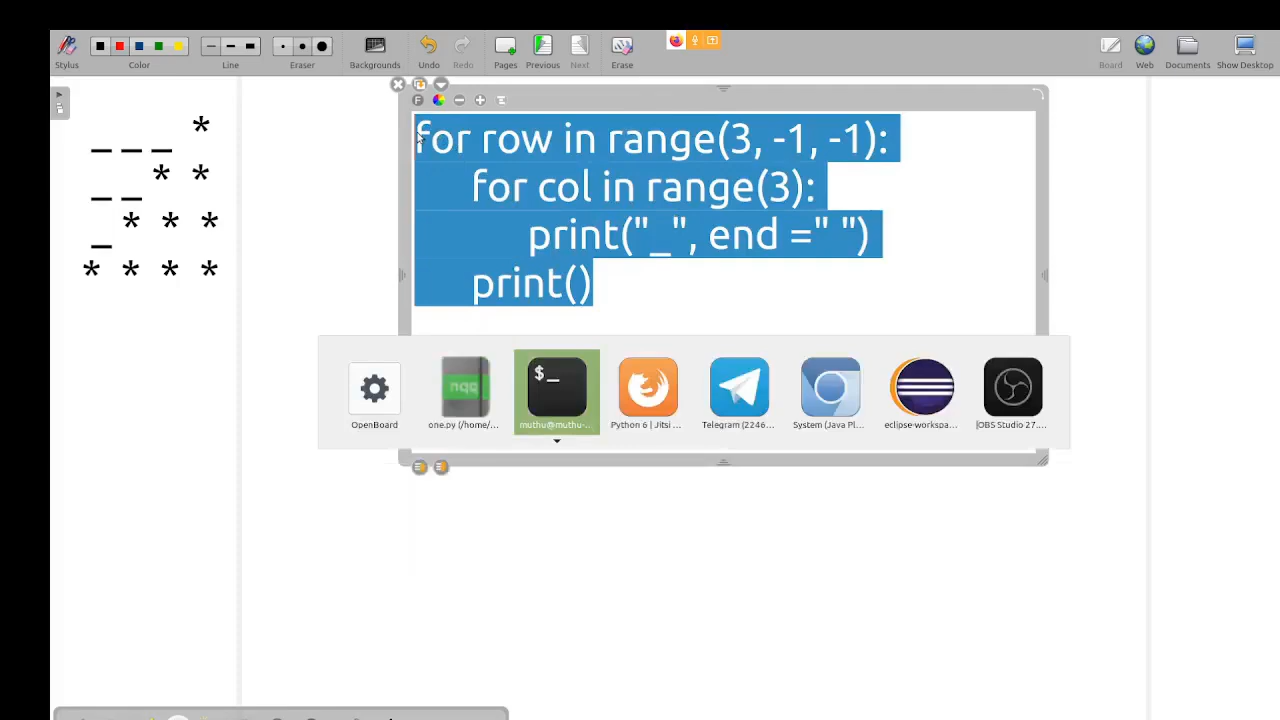 Stylus
Color
Line
Eraser
Backgrounds
Undo
Redo
Pages
Previous
Next
Erase
Board
Web
Documents
Show Desktop
*
_ _ _
* *
_ _
* * *
_
* * * *
for row in range(3, -1, -1):
for col in range(3):
print("_", end =" ")
print()
OpenBoard
one.py (/home/...
muthu@muthu-...
Python 6 | Jitsi ...
Telegram (2246...
System (Java Pl...
eclipse-workspa...
|OBS Studio 27....